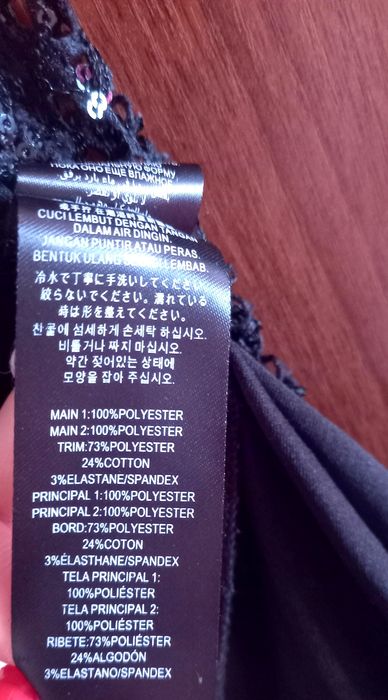 НОКА ОНО ЕЩЕ ВЛАЖНОЕ
CUCI LEMBUT DENGAN TANGAN
DALAM AIR DINGIN.
JANGAN PUNTIR ATAU PERAS.
BENTUK ULANG LEMBAB.
冷水で丁寧に手洗いしてください。
絞らないでください。濡れている
時は形を整えてください。
찬물에 섬세하게 손세탁 하십시오.
비틀거나 짜지 마십시오.
약간 젖어있는 상태에
모양을 잡아 주십시오.
MAIN 1:100%POLYESTER
MAIN 2:100%POLYESTER
TRIM:73%POLYESTER
24%COTTON
3%ELASTANE/SPANDEX
PRINCIPAL 1:100%POLYESTER
PRINCIPAL 2:100%POLYESTER
BORD:73%POLYESTER
24%COTON
3%ÉLASTHANE/SPANDEX
TELA PRINCIPAL 1:
100%POLIÉSTER
TELA PRINCIPAL 2:
100%POLIÉSTER
RIBETE:73%POLIÉSTER
24%ALGODÓN
3%ELASTANO/SPANDEX